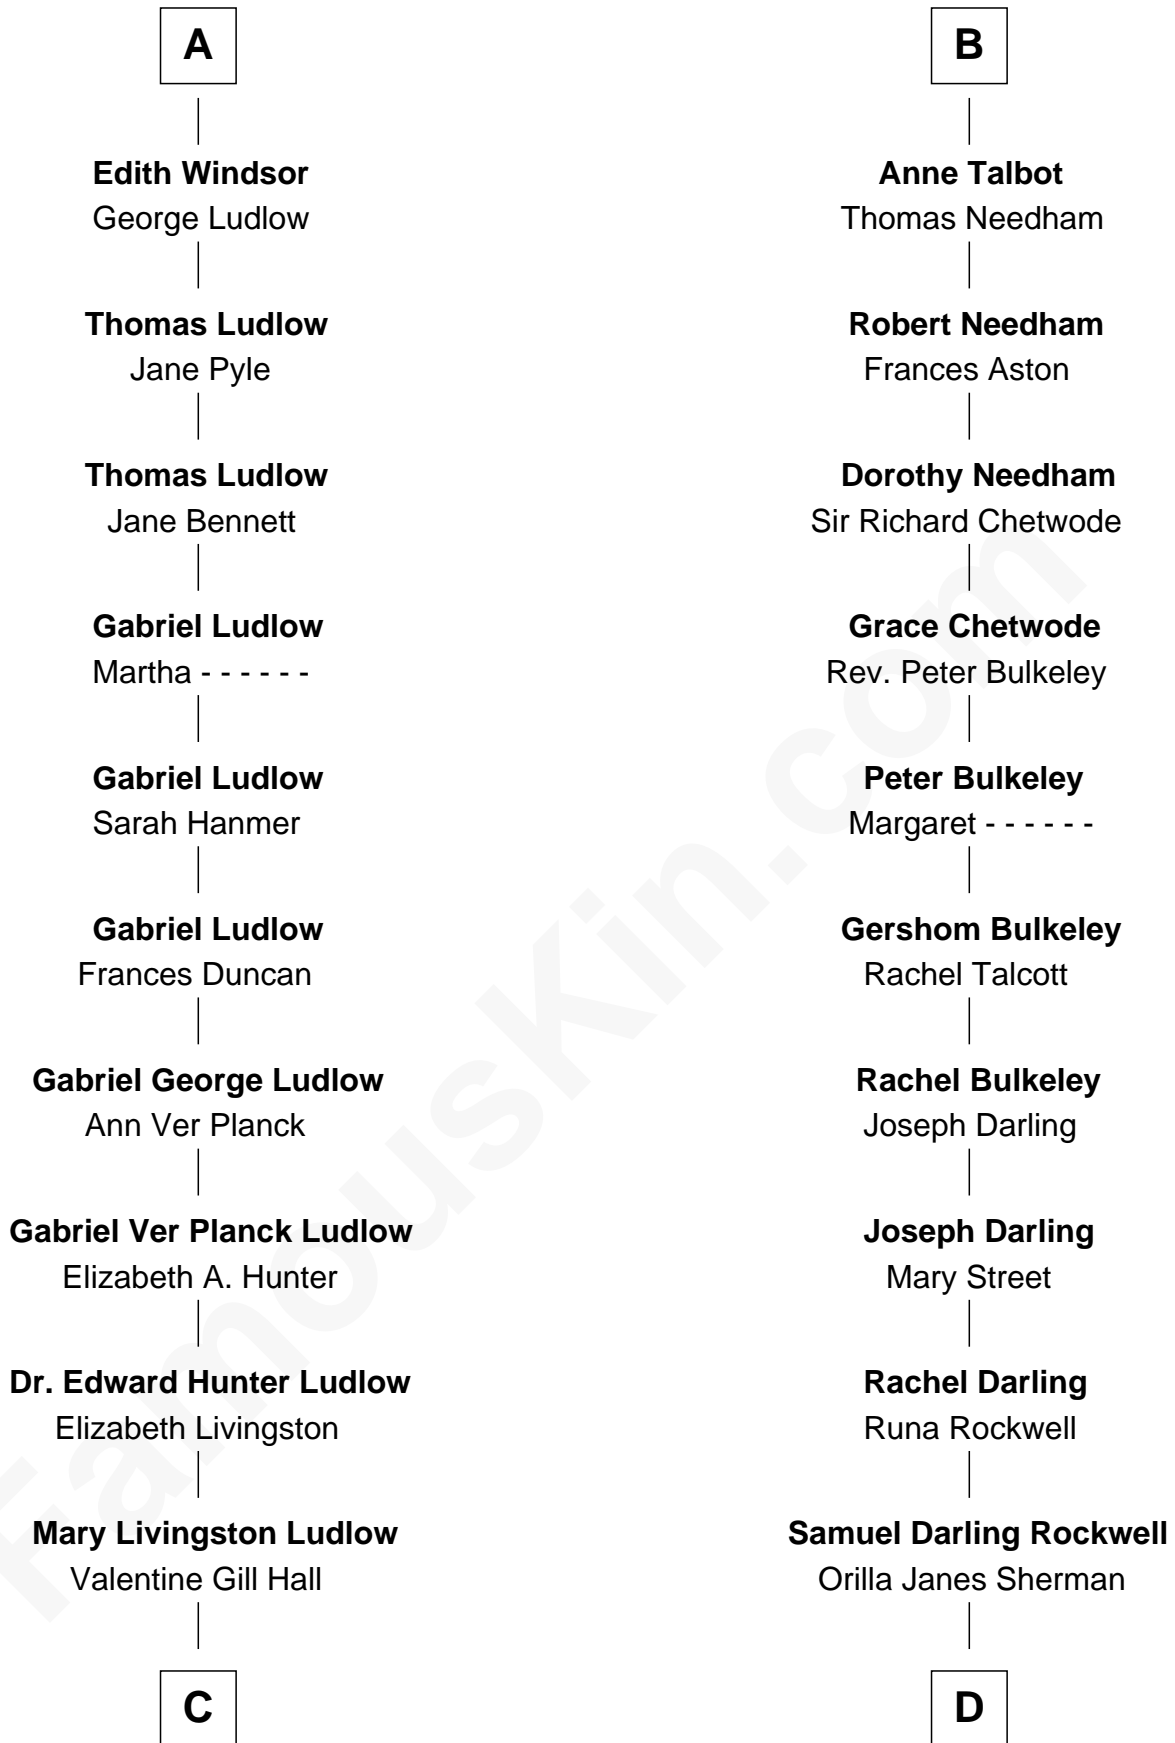 A
Edith Windsor
George Ludlow
Thomas Ludlow
Jane Pyle
Thomas Ludlow
Jane Bennett
Gabriel Ludlow
Martha - - - - - -
Gabriel Ludlow
Sarah Hanmer
Gabriel Ludlow
Frances Duncan
Gabriel George Ludlow
Ann Ver Planck
Gabriel Ver Planck Ludlow
Elizabeth A. Hunter
Dr. Edward Hunter Ludlow
Elizabeth Livingston
Mary Livingston Ludlow
Valentine Gill Hall
C
B
Anne Talbot
Thomas Needham
Robert Needham
Frances Aston
Dorothy Needham
Sir Richard Chetwode
Grace Chetwode
Rev. Peter Bulkeley
Peter Bulkeley
Margaret - - - - - -
Gershom Bulkeley
Rachel Talcott
Rachel Bulkeley
Joseph Darling
Joseph Darling
Mary Street
Rachel Darling
Runa Rockwell
Samuel Darling Rockwell
Orilla Janes Sherman
D
FamousKin.com